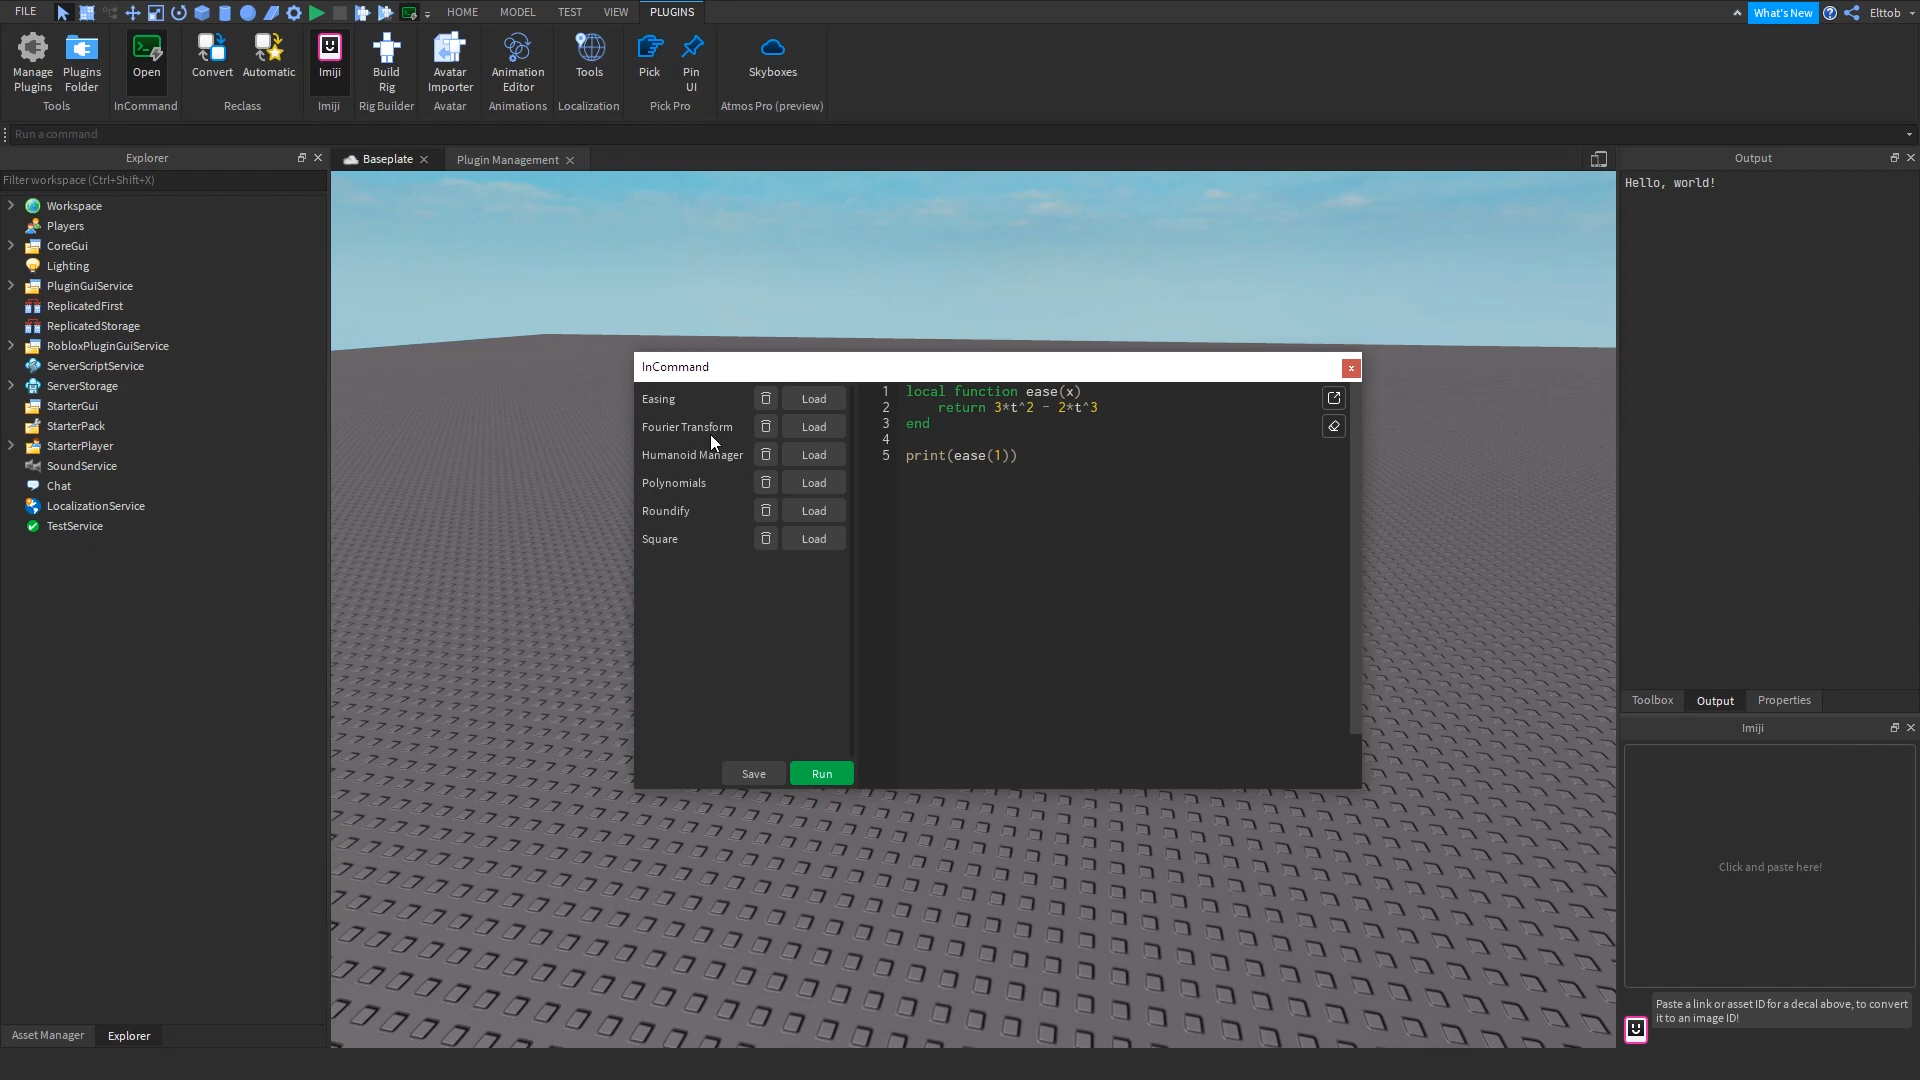 FILE HOME MODEL TEST VIEW PLUGINS What's New Elttob
Manage Plugins Plugins Folder Open Convert Automatic Imiji Build Rig Avatar Importer Animation Editor Tools Pick Pin UI Skyboxes
Tools InCommand Reclass Imiji Rig Builder Avatar Animations Localization Pick Pro Atmos Pro (preview)
Run a command
Explorer
Filter workspace (Ctrl+Shift+X)
Workspace
Players
CoreGui
Lighting
PluginGuiService
ReplicatedFirst
ReplicatedStorage
RobloxPluginGuiService
ServerScriptService
ServerStorage
StarterGui
StarterPack
StarterPlayer
SoundService
Chat
LocalizationService
TestService
Asset Manager Explorer
Baseplate Plugin Management
InCommand
Easing Load
Fourier Transform Load
Humanoid Manager Load
Polynomials Load
Roundify Load
Square Load
Save Run
1 local function ease(x)
2 return 3*t^2 - 2*t^3
3 end
4
5 print(ease(1))
Output
Hello, world!
Toolbox Output Properties
Imiji
Click and paste here!
Paste a link or asset ID for a decal above, to convert
it to an image ID!